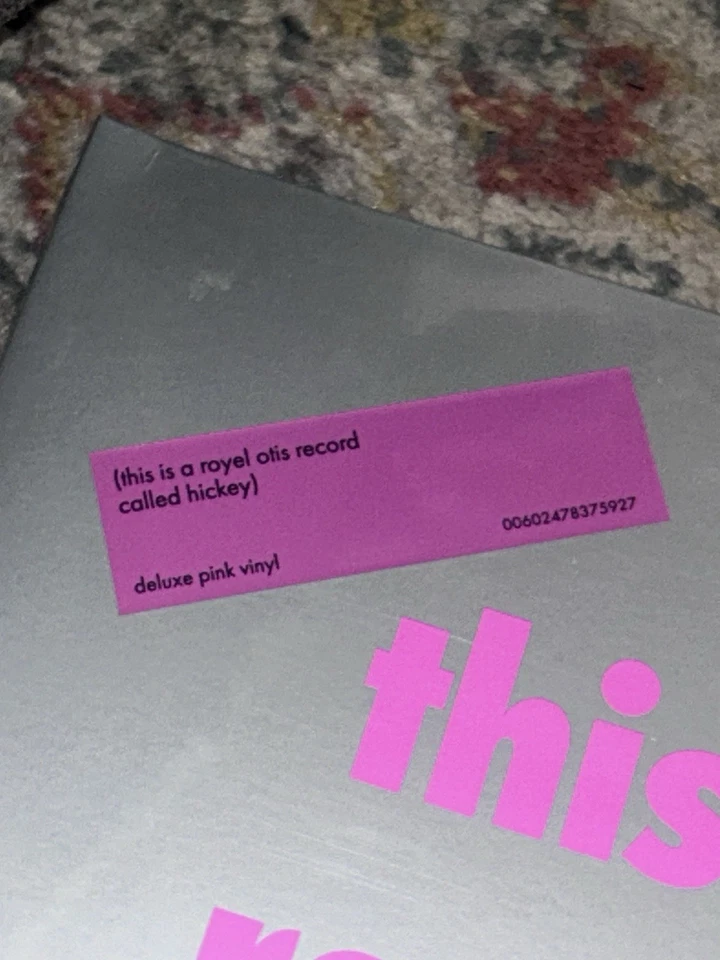 (this is a royel otis record
called hickey)
00602478375927
deluxe pink vinyl
this